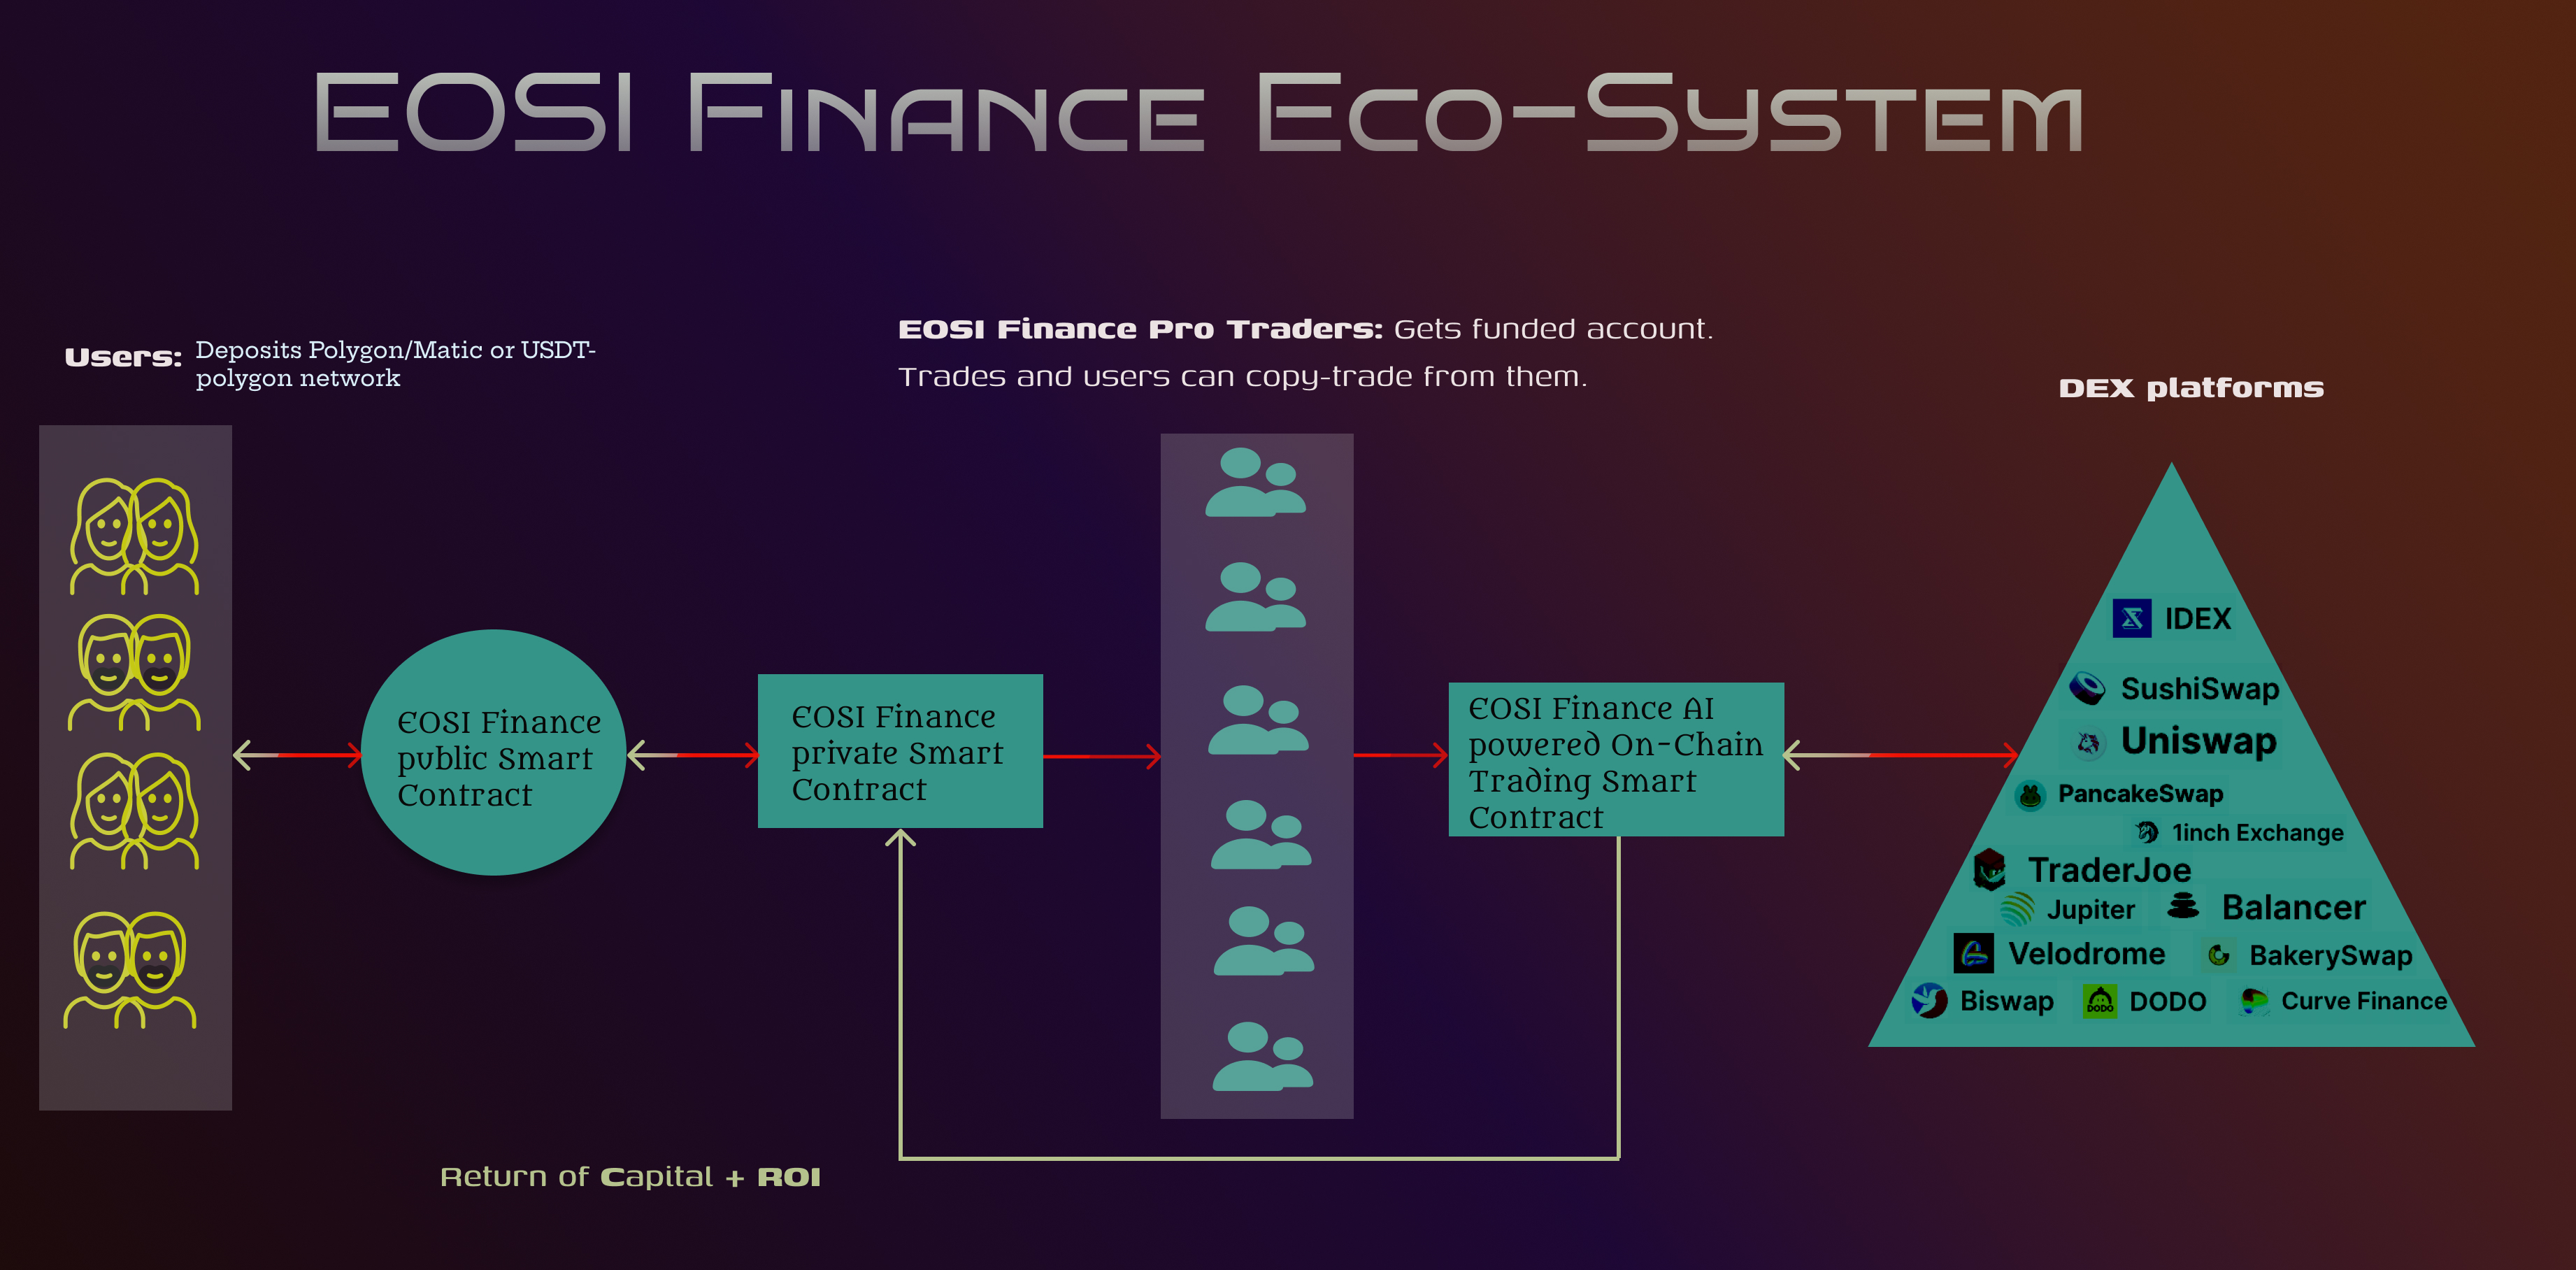 EOSI Finance Eco-System
Users: Deposits Polygon/Matic or USDT-
polygon network
EOSI Finance Pro Traders: Gets funded account.
Trades and users can copy-trade from them.
DEX platforms
EOSI Finance
public Smart
Contract
EOSI Finance
private Smart
Contract
EOSI Finance AI
powered On-Chain
Trading Smart
Contract
IDEX
SushiSwap
Uniswap
PancakeSwap
1inch Exchange
TraderJoe
Jupiter
Balancer
Velodrome
BakerySwap
Biswap
DODO
DODO
Curve Finance
Return of Capital + ROI